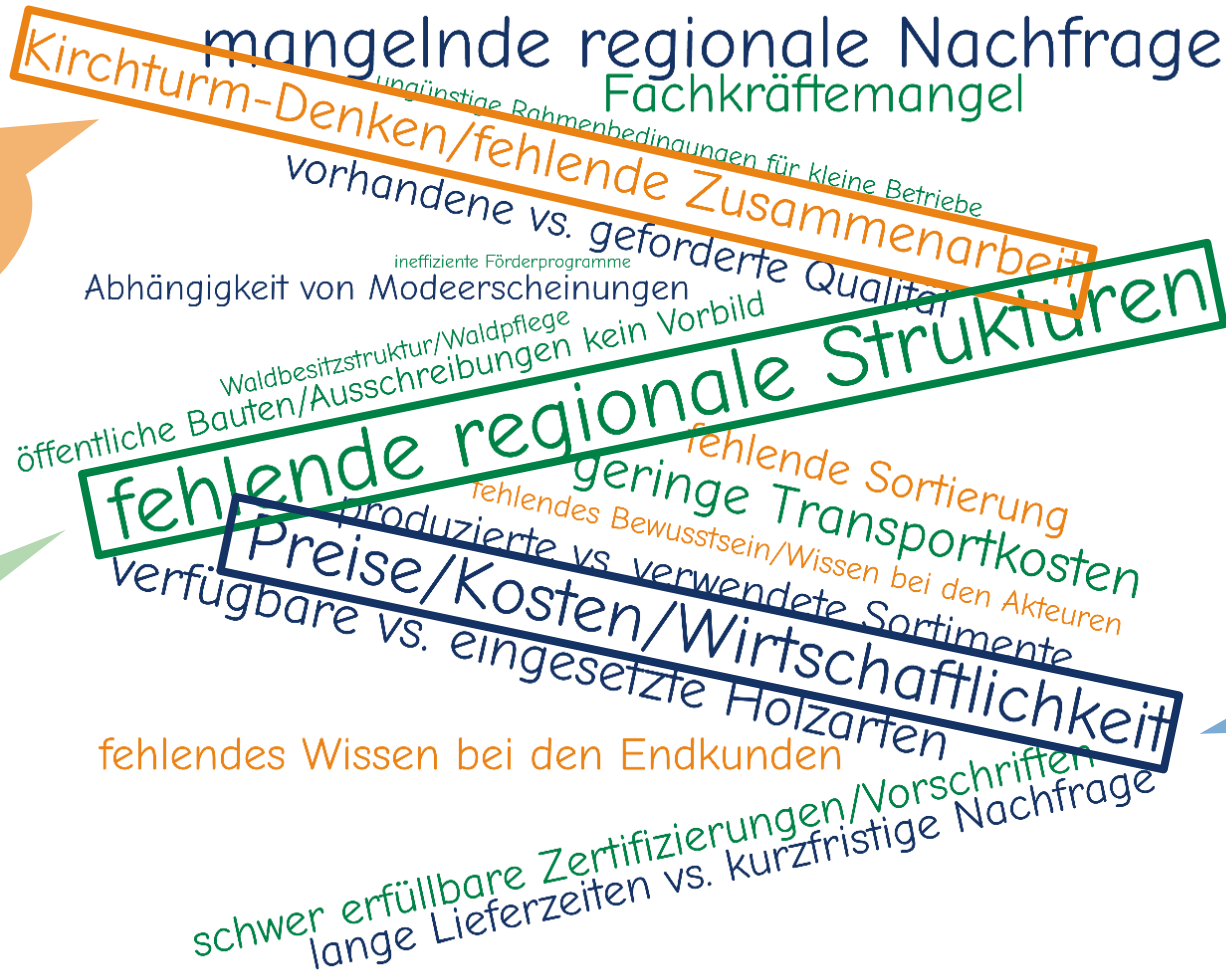 mangelnde regionale Nachfrage
Kirchturm-Denken/fehlende Zusammenarbeit
Fachkräftemangel
ungünstige Rahmenbedingungen für kleine Betriebe
vorhandene vs. geforderte Qualität
ineffiziente Förderprogramme
Abhängigkeit von Modeerscheinungen
Waldbesitzstruktur/Waldpflege
öffentliche Bauten/Ausschreibungen kein Vorbild
fehlende regionale Strukturen
fehlende Sortierung
geringe Transportkosten
fehlendes Bewusstsein/Wissen bei den Akteuren
produzierte vs. verwendete Sortimente
Preise/Kosten/Wirtschaftlichkeit
verfügbare vs. eingesetzte Holzarten
fehlendes Wissen bei den Endkunden
schwer erfüllbare Zertifizierungen/Vorschriften
lange Lieferzeiten vs. kurzfristige Nachfrage